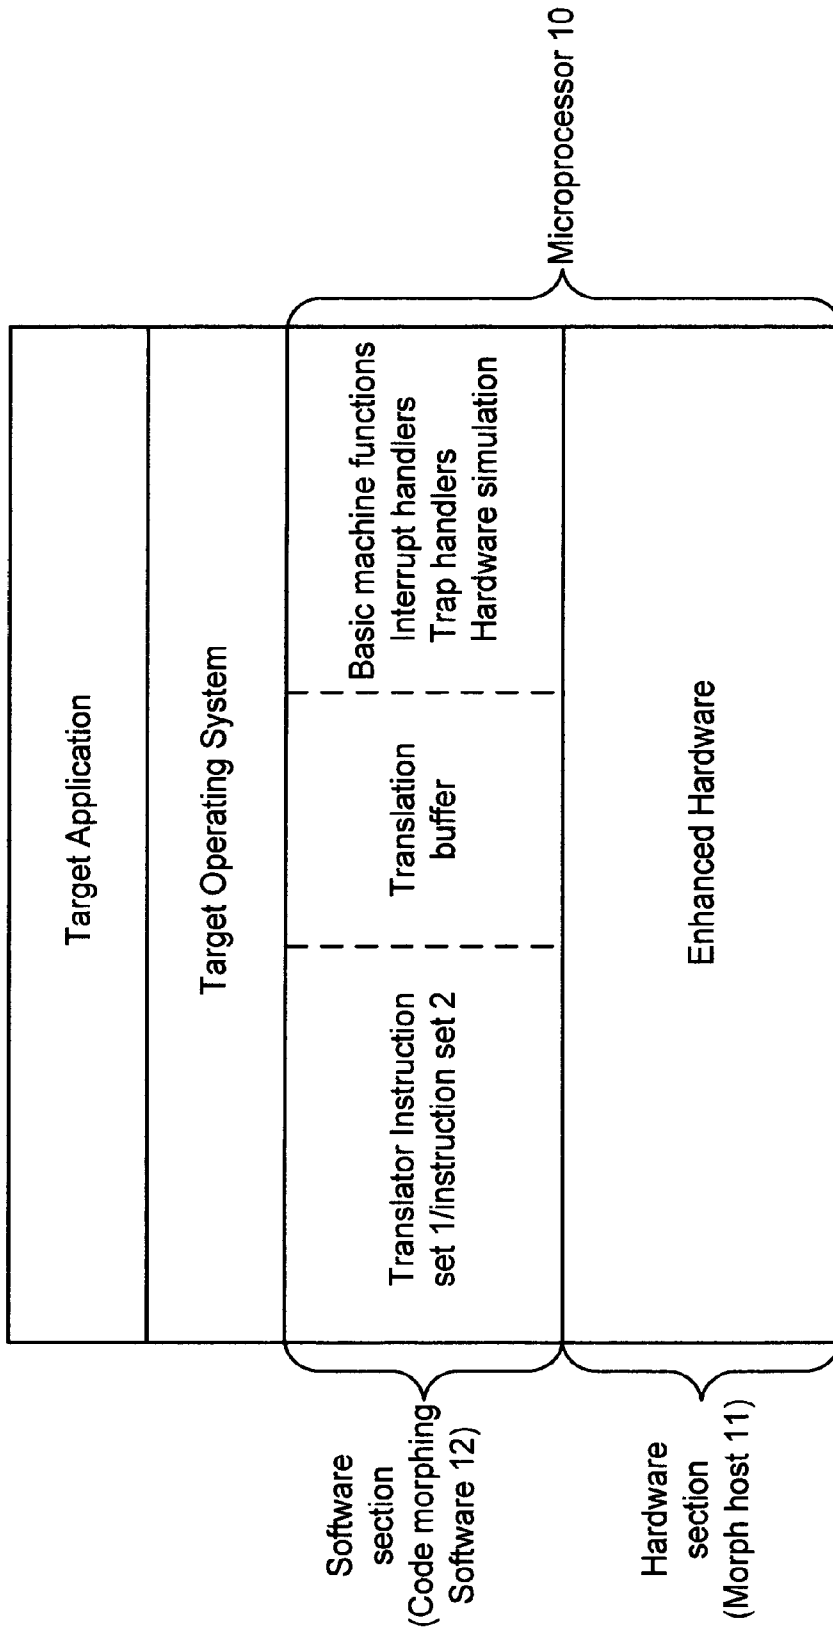 Target Application
Target Operating System
Software
section
(Code morphing
Software 12)
Translator Instruction
set 1/instruction set 2
Translation
buffer
Basic machine functions
Interrupt handlers
Trap handlers
Hardware simulation
Microprocessor 10
Hardware
section
(Morph host 11)
Enhanced Hardware